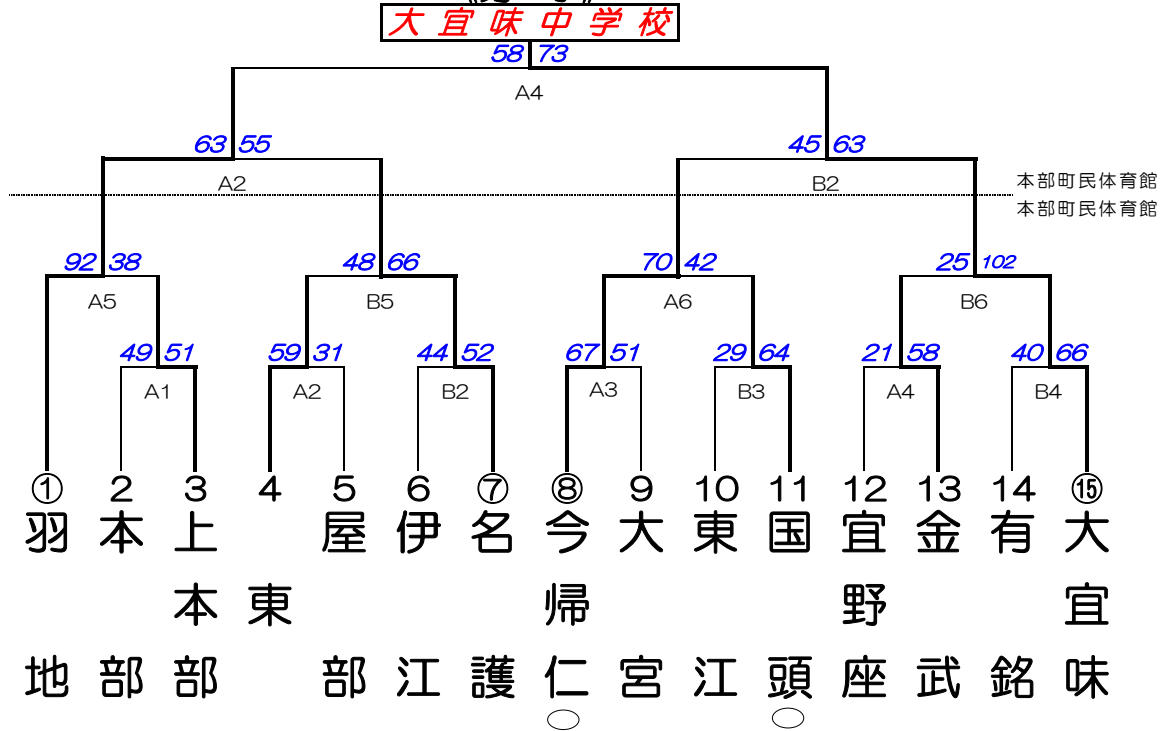 大宜味中学校
58 73
A4
63 55
45 63
A2
B2
本部町民体育館
本部町民体育館
92 38
48 66
70 42
25 102
A5
B5
A6
B6
49 51
59 31
44 52
67 51
29 64
21 58
40 66
A1
A2
B2
A3
B3
A4
B4
① 2 3 4 5 6 ⑦ ⑧ 9 10 11 12 13 14 ⑮
羽地
本部
上本部
東
屋部
伊江
名護
今帰仁
大宮
東江
国頭
宜野座
金武
有銘
大宜味